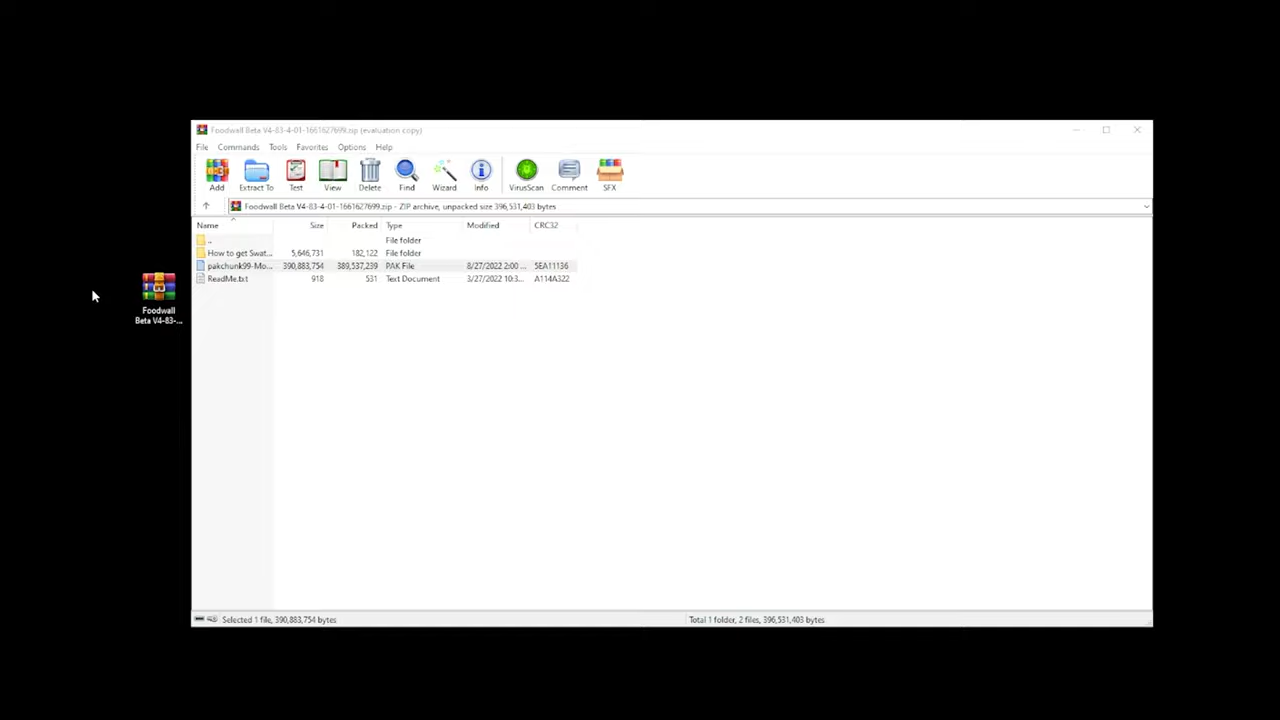 Foodwall Beta V4-83-4-01-1661627699.zip (evaluation copy)
File Commands Tools Favorites Options Help
Add Extract To Test View Delete Find Wizard Info VirusScan Comment SFX
Foodwall Beta V4-83-4-01-1661627699.zip - ZIP archive, unpacked size 396,531,403 bytes
Name Size Packed Type Modified CRC32
.. File folder
How to get Swat... 5,646,731 182,122 File folder
pakchunk99-Mo... 390,883,754 389,537,239 PAK File 8/27/2022 2:00 ... 5EA11136
ReadMe.txt 918 531 Text Document 3/27/2022 10:3... A114A322
Foodwall
Beta V4-83-...
Selected 1 file, 390,883,754 bytes
Total 1 folder, 2 files, 396,531,403 bytes